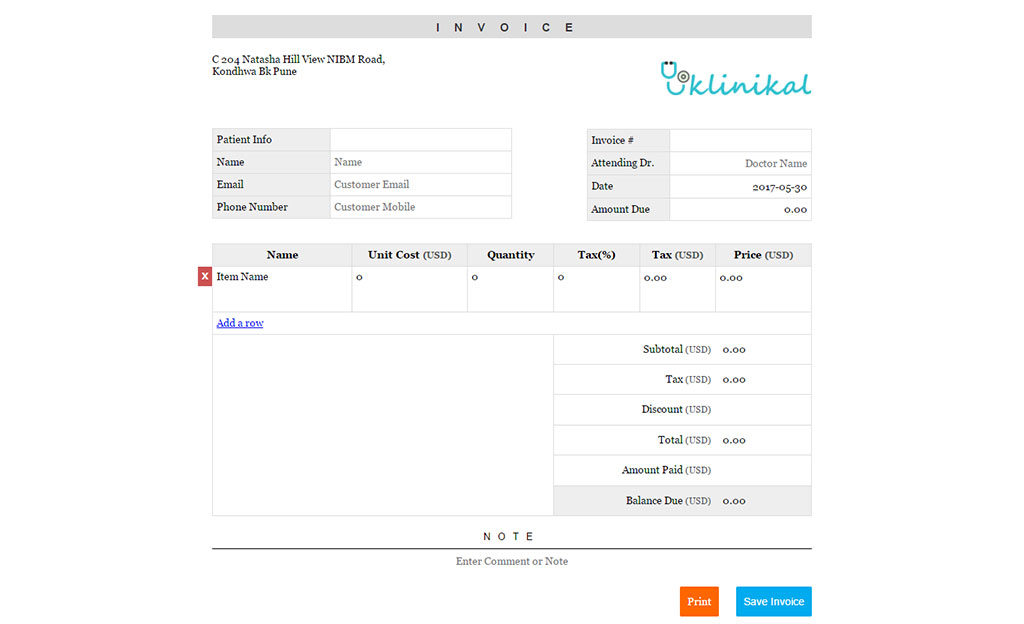 I N V O I C E
C 204 Natasha Hill View NIBM Road,
Kondhwa Bk Pune
klinikal
Patient Info
Name Name
Email Customer Email
Phone Number Customer Mobile
Invoice #
Attending Dr. Doctor Name
Date 2017-05-30
Amount Due 0.00
Name Unit Cost (USD) Quantity Tax(%) Tax (USD) Price (USD)
X Item Name 0 0 0 0.00 0.00
Add a row
Subtotal (USD) 0.00
Tax (USD) 0.00
Discount (USD)
Total (USD) 0.00
Amount Paid (USD)
Balance Due (USD) 0.00
N O T E
Enter Comment or Note
Print Save Invoice